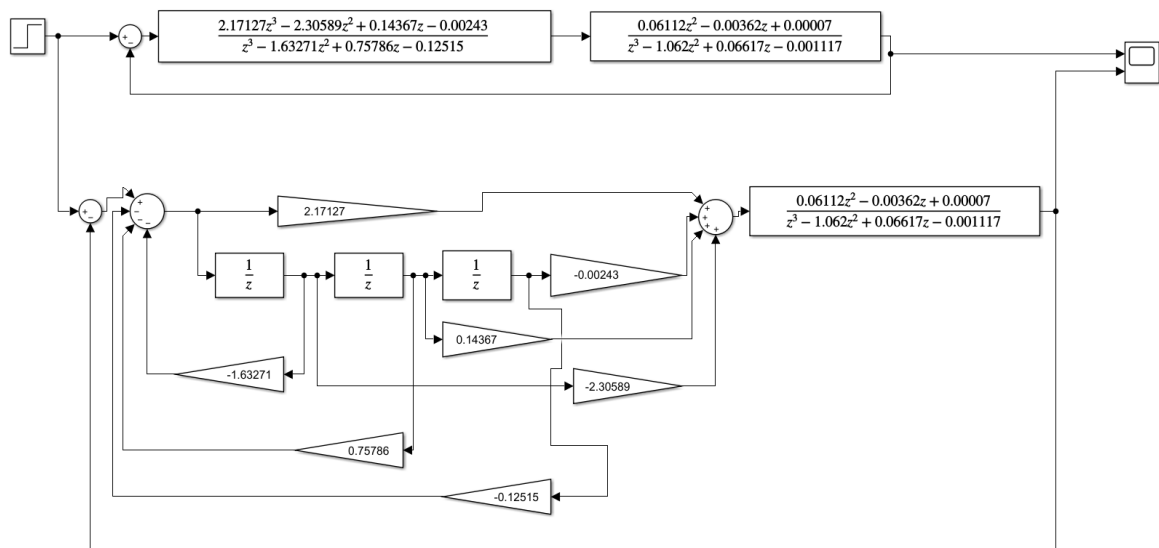 2.17127z³ − 2.30589z² + 0.14367z − 0.00243
z³ − 1.63271z² + 0.75786z − 0.12515
0.06112z² − 0.00362z + 0.00007
z³ − 1.062z² + 0.06617z − 0.001117
+
−
+
−
+
−
−
−
2.17127
+
+
+
+
0.06112z² − 0.00362z + 0.00007
z³ − 1.062z² + 0.06617z − 0.001117
1
z
1
z
1
z
-0.00243
0.14367
-1.63271
-2.30589
0.75786
-0.12515